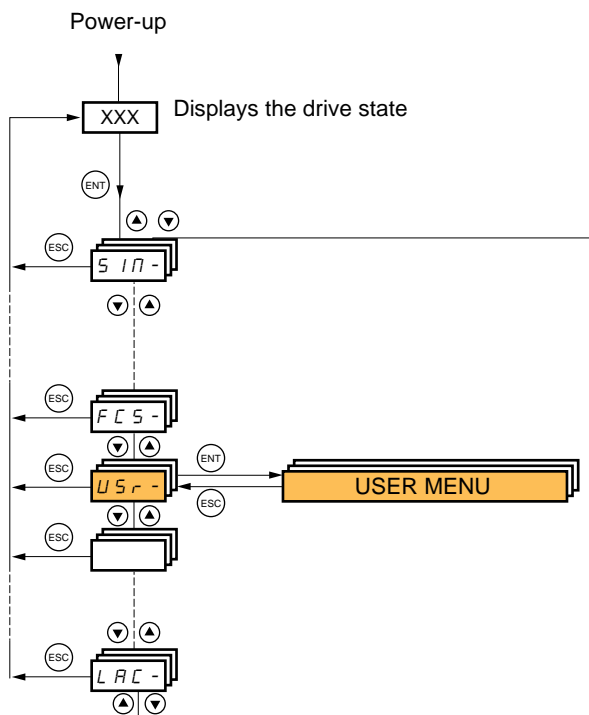 Power-up
XXX
Displays the drive state
ENT
ESC
SIM-
ESC
FCS-
ESC
USr-
ENT
ESC
USER MENU
ESC
ESC
LAC-